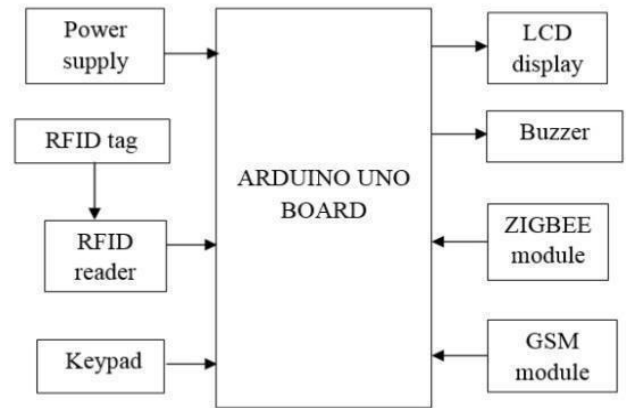 Power
supply
RFID tag
RFID
reader
Keypad
ARDUINO UNO
BOARD
LCD
display
Buzzer
ZIGBEE
module
GSM
module